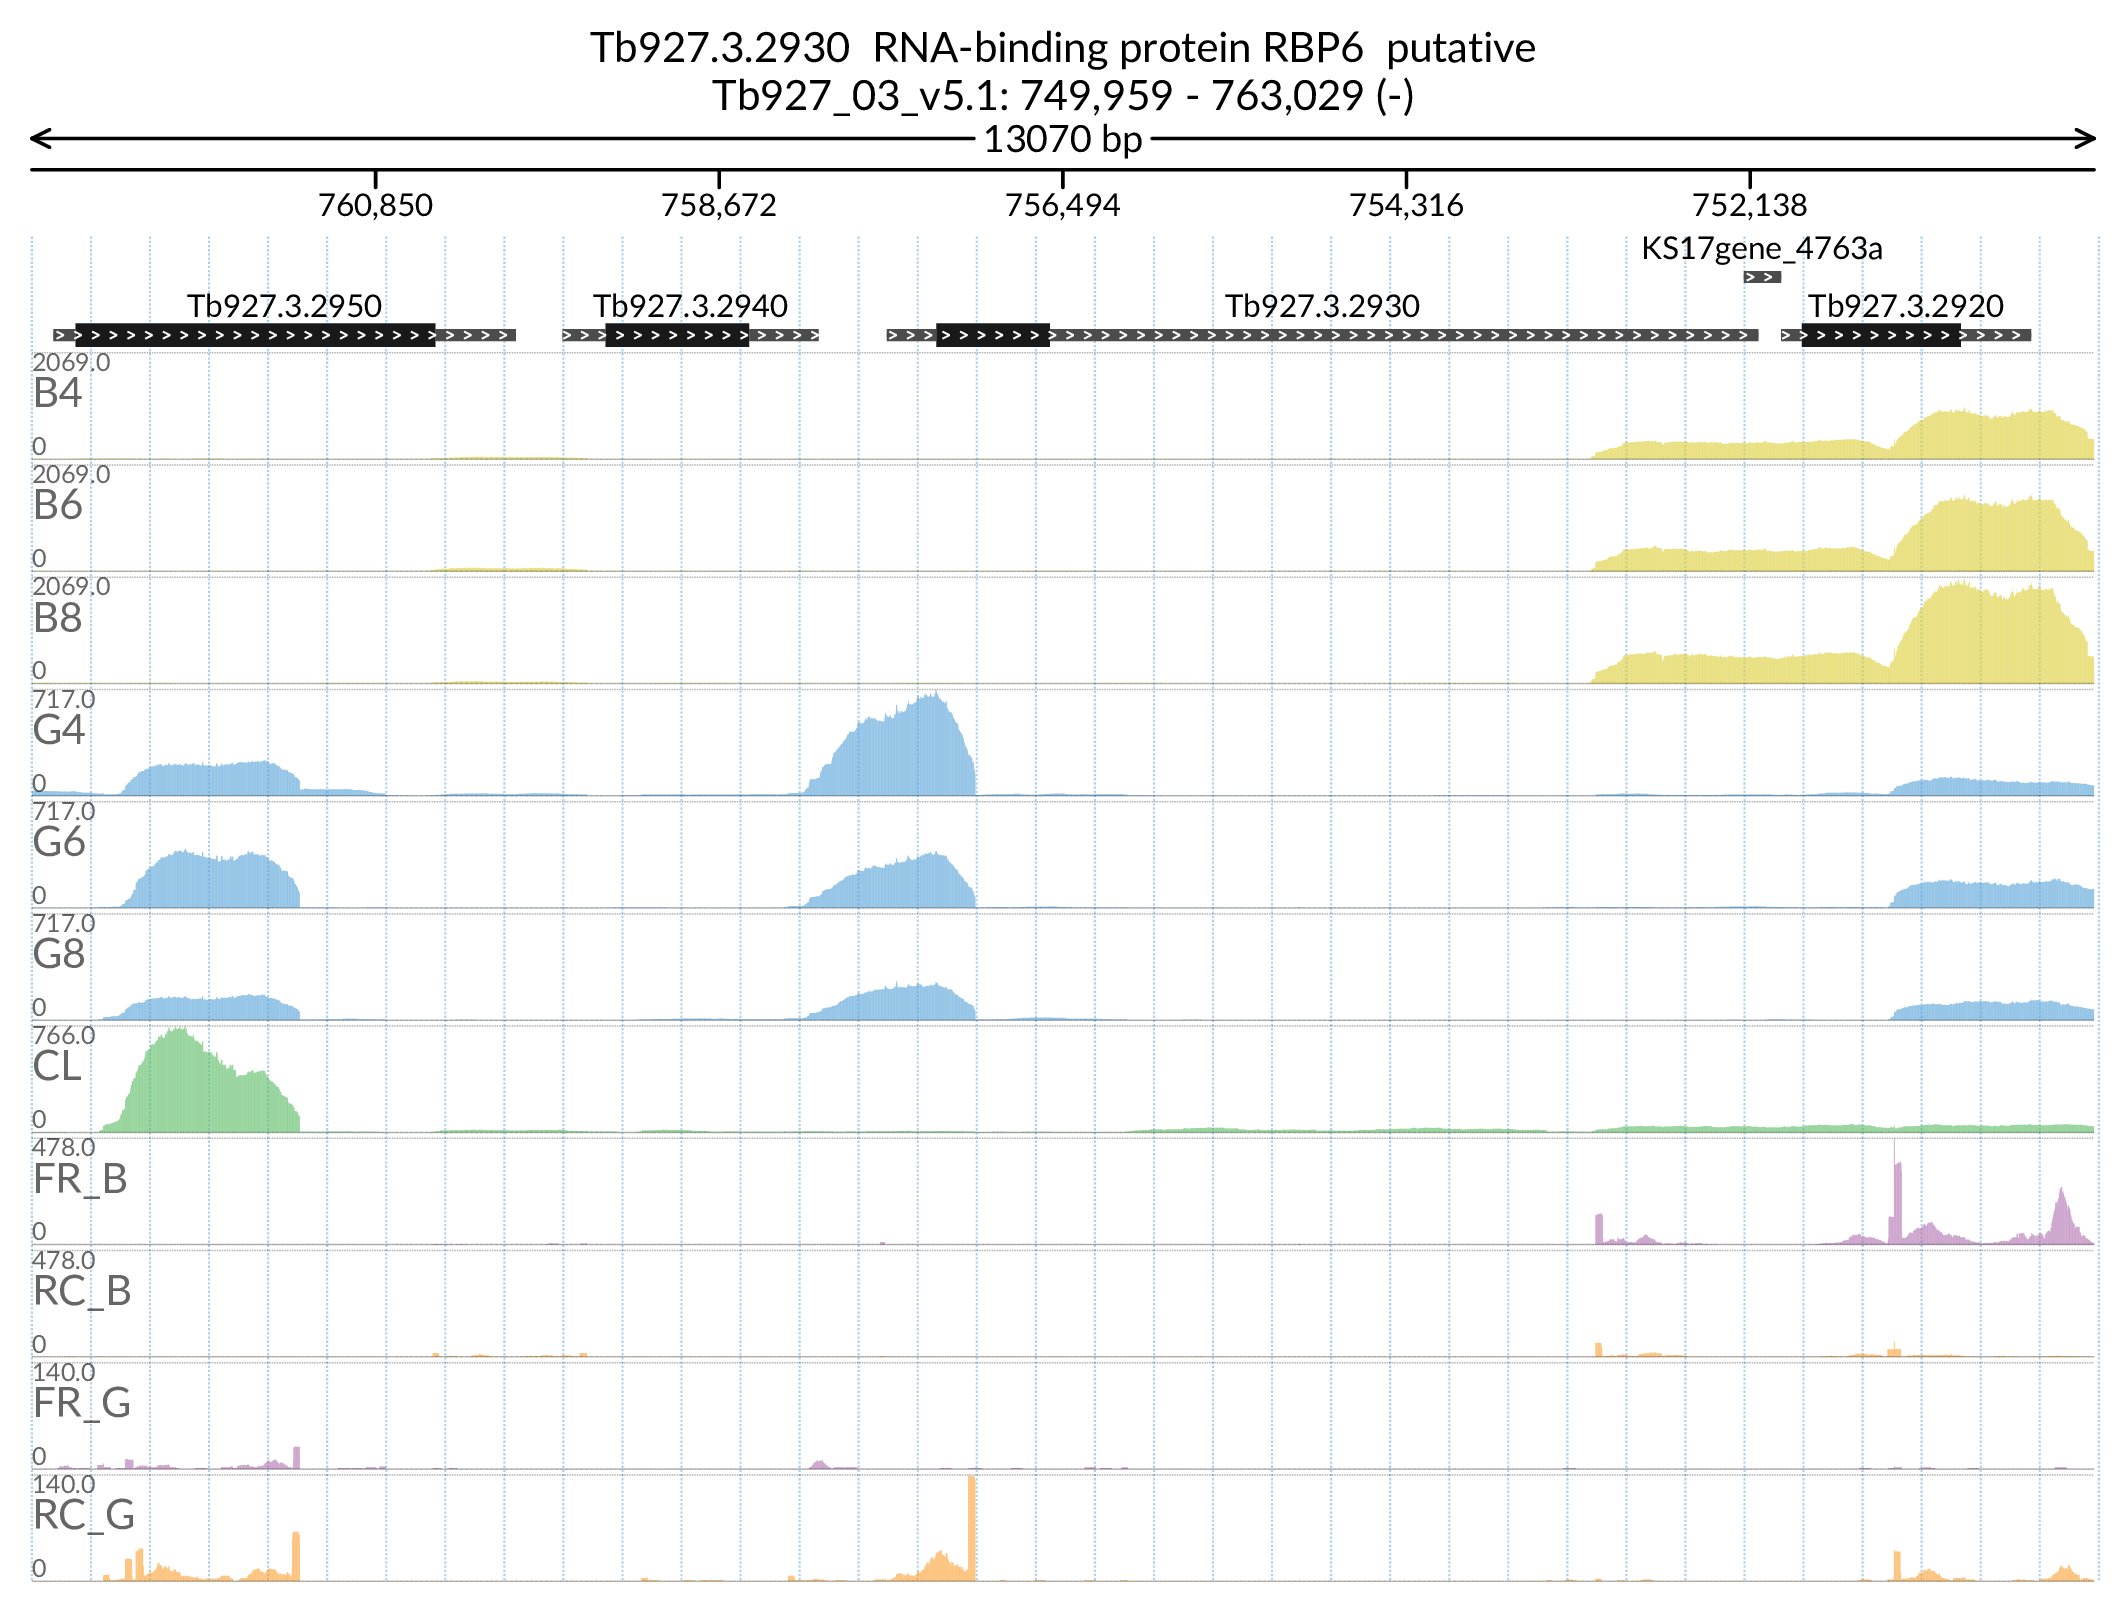 Tb927.3.2930  RNA-binding protein RBP6  putative
Tb927_03_v5.1: 749,959 - 763,029 (-)
13070 bp
760,850 758,672 756,494 754,316 752,138
KS17gene_4763a
Tb927.3.2950 Tb927.3.2940 Tb927.3.2930 Tb927.3.2920
2069.0
B4
0
2069.0
B6
0
2069.0
B8
0
717.0
G4
0
717.0
G6
0
717.0
G8
0
766.0
CL
0
478.0
FR_B
0
478.0
RC_B
0
140.0
FR_G
0
140.0
RC_G
0